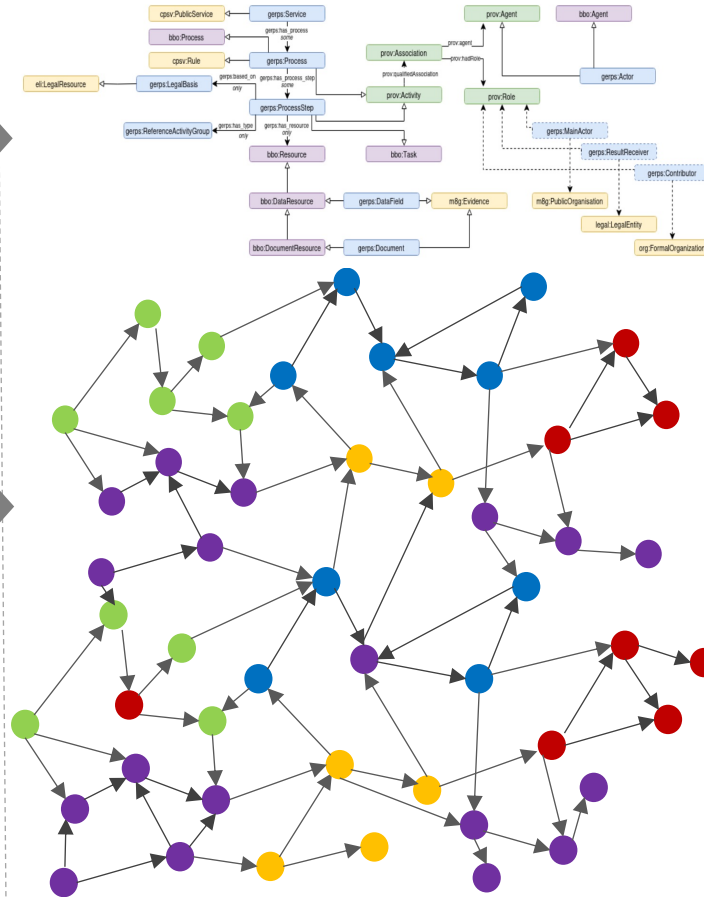 cpsv:PublicService
gerps:Service
prov:Agent
bbo:Agent
gerps:has_process
some
bbo:Process
prov:agent
prov:Association
cpsv:Rule
gerps:Process
prov:hadRole
prov:qualifiedAssociation
gerps:Actor
eli:LegalResource
gerps:LegalBasis
gerps:based_on
only
gerps:has_process_step
some
prov:Activity
prov:Role
gerps:ProcessStep
gerps:ReferenceActivityGroup
gerps:has_type
only
gerps:has_resource
only
gerps:MainActor
bbo:Resource
bbo:Task
gerps:ResultReceiver
gerps:Contributor
bbo:DataResource
gerps:DataField
m8g:Evidence
m8g:PublicOrganisation
legal:LegalEntity
bbo:DocumentResource
gerps:Document
org:FormalOrganization